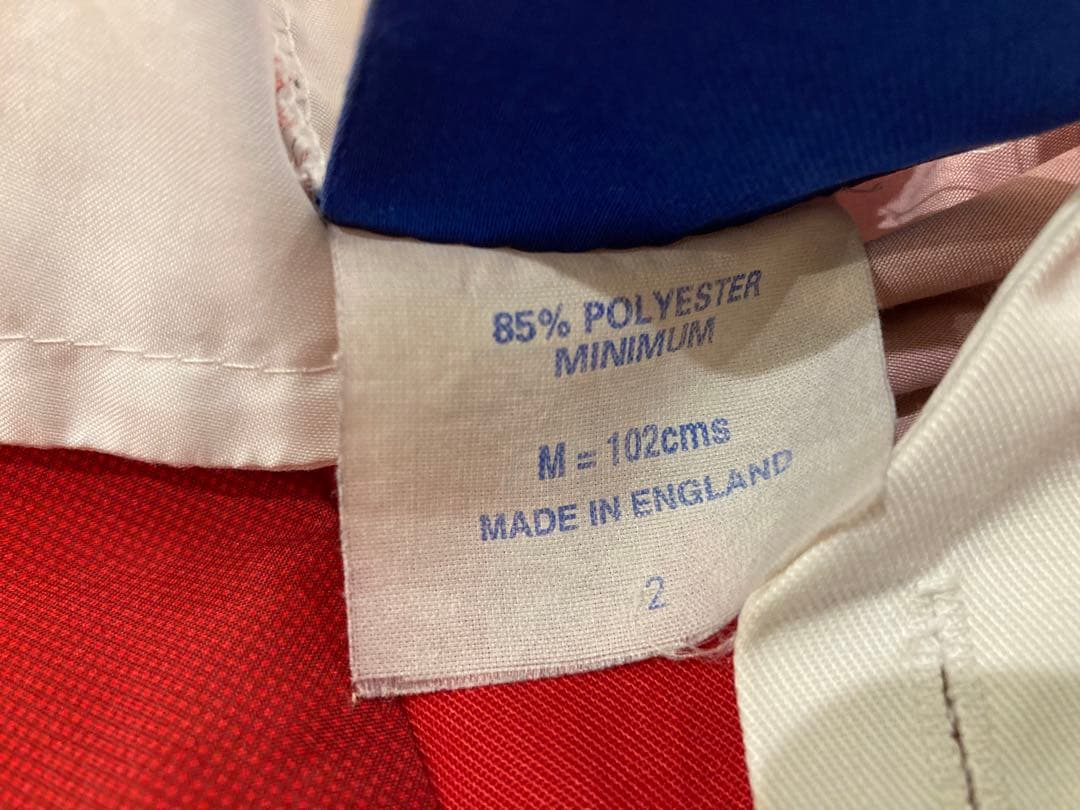 85% POLYESTER
MINIMUM
M = 102cms
MADE IN ENGLAND
2